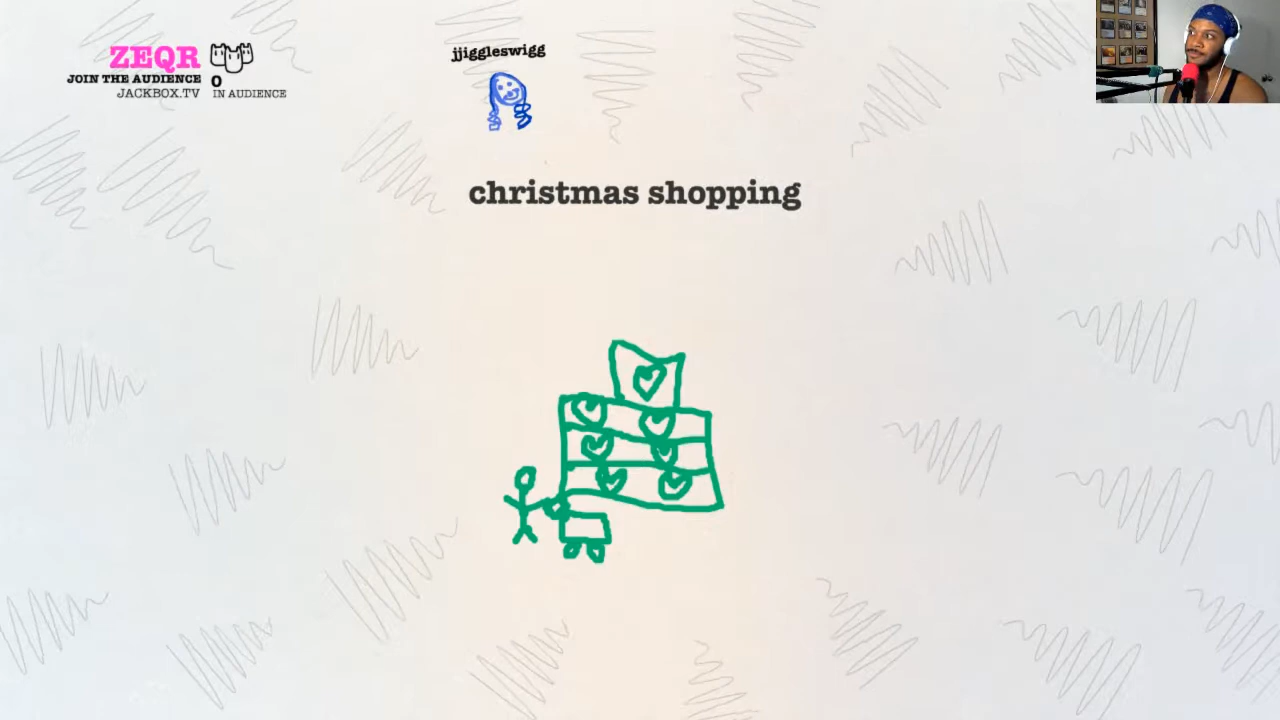 ZEQR
JOIN THE AUDIENCE
JACKBOX.TV
0
IN AUDIENCE
jjiggleswigg
christmas shopping